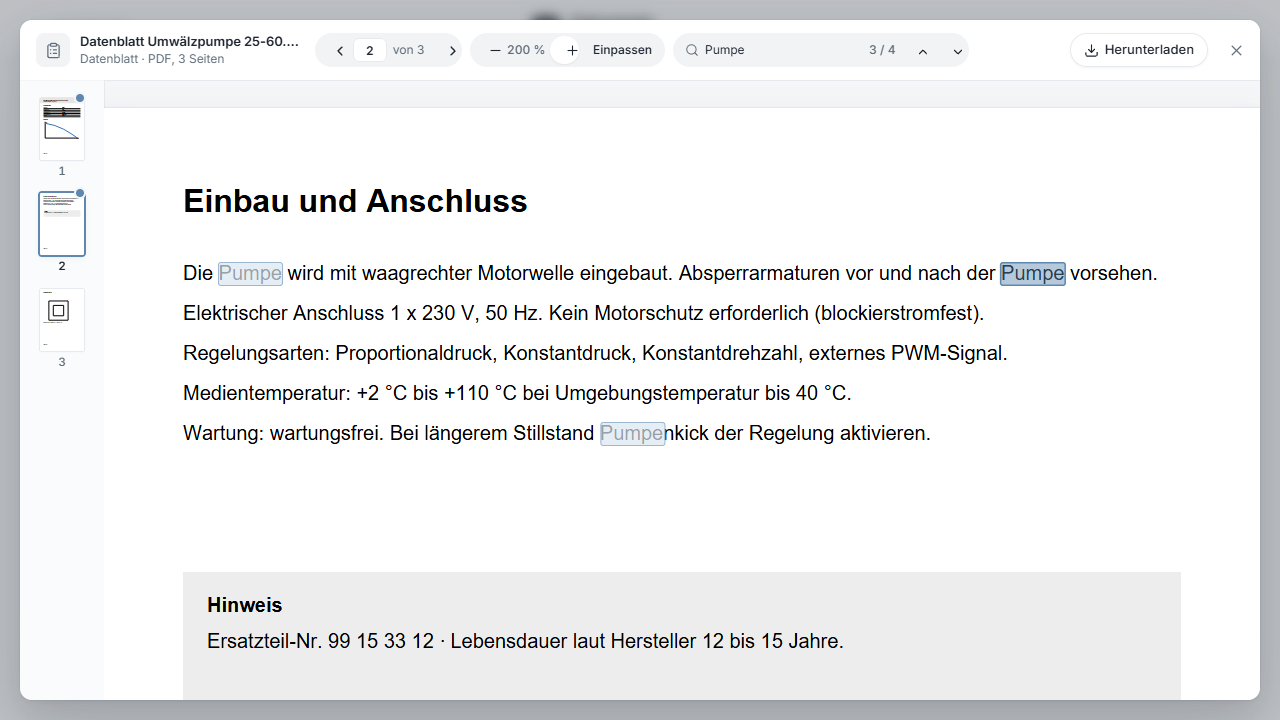 Datenblatt Umwälzpumpe 25-60....
Datenblatt · PDF, 3 Seiten
2 von 3
200 %
Einpassen
Pumpe
3 / 4
Herunterladen
1
2
3
Einbau und Anschluss
Die Pumpe wird mit waagrechter Motorwelle eingebaut. Absperrarmaturen vor und nach der Pumpe vorsehen.
Elektrischer Anschluss 1 x 230 V, 50 Hz. Kein Motorschutz erforderlich (blockierstromfest).
Regelungsarten: Proportionaldruck, Konstantdruck, Konstantdrehzahl, externes PWM-Signal.
Medientemperatur: +2 °C bis +110 °C bei Umgebungstemperatur bis 40 °C.
Wartung: wartungsfrei. Bei längerem Stillstand Pumpenkick der Regelung aktivieren.
Hinweis
Ersatzteil-Nr. 99 15 33 12 · Lebensdauer laut Hersteller 12 bis 15 Jahre.